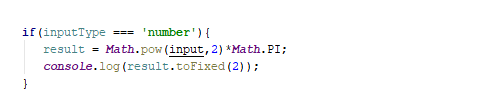 if(inputType === 'number'){
result = Math.pow(input,2)*Math.PI;
console.log(result.toFixed(2));
}